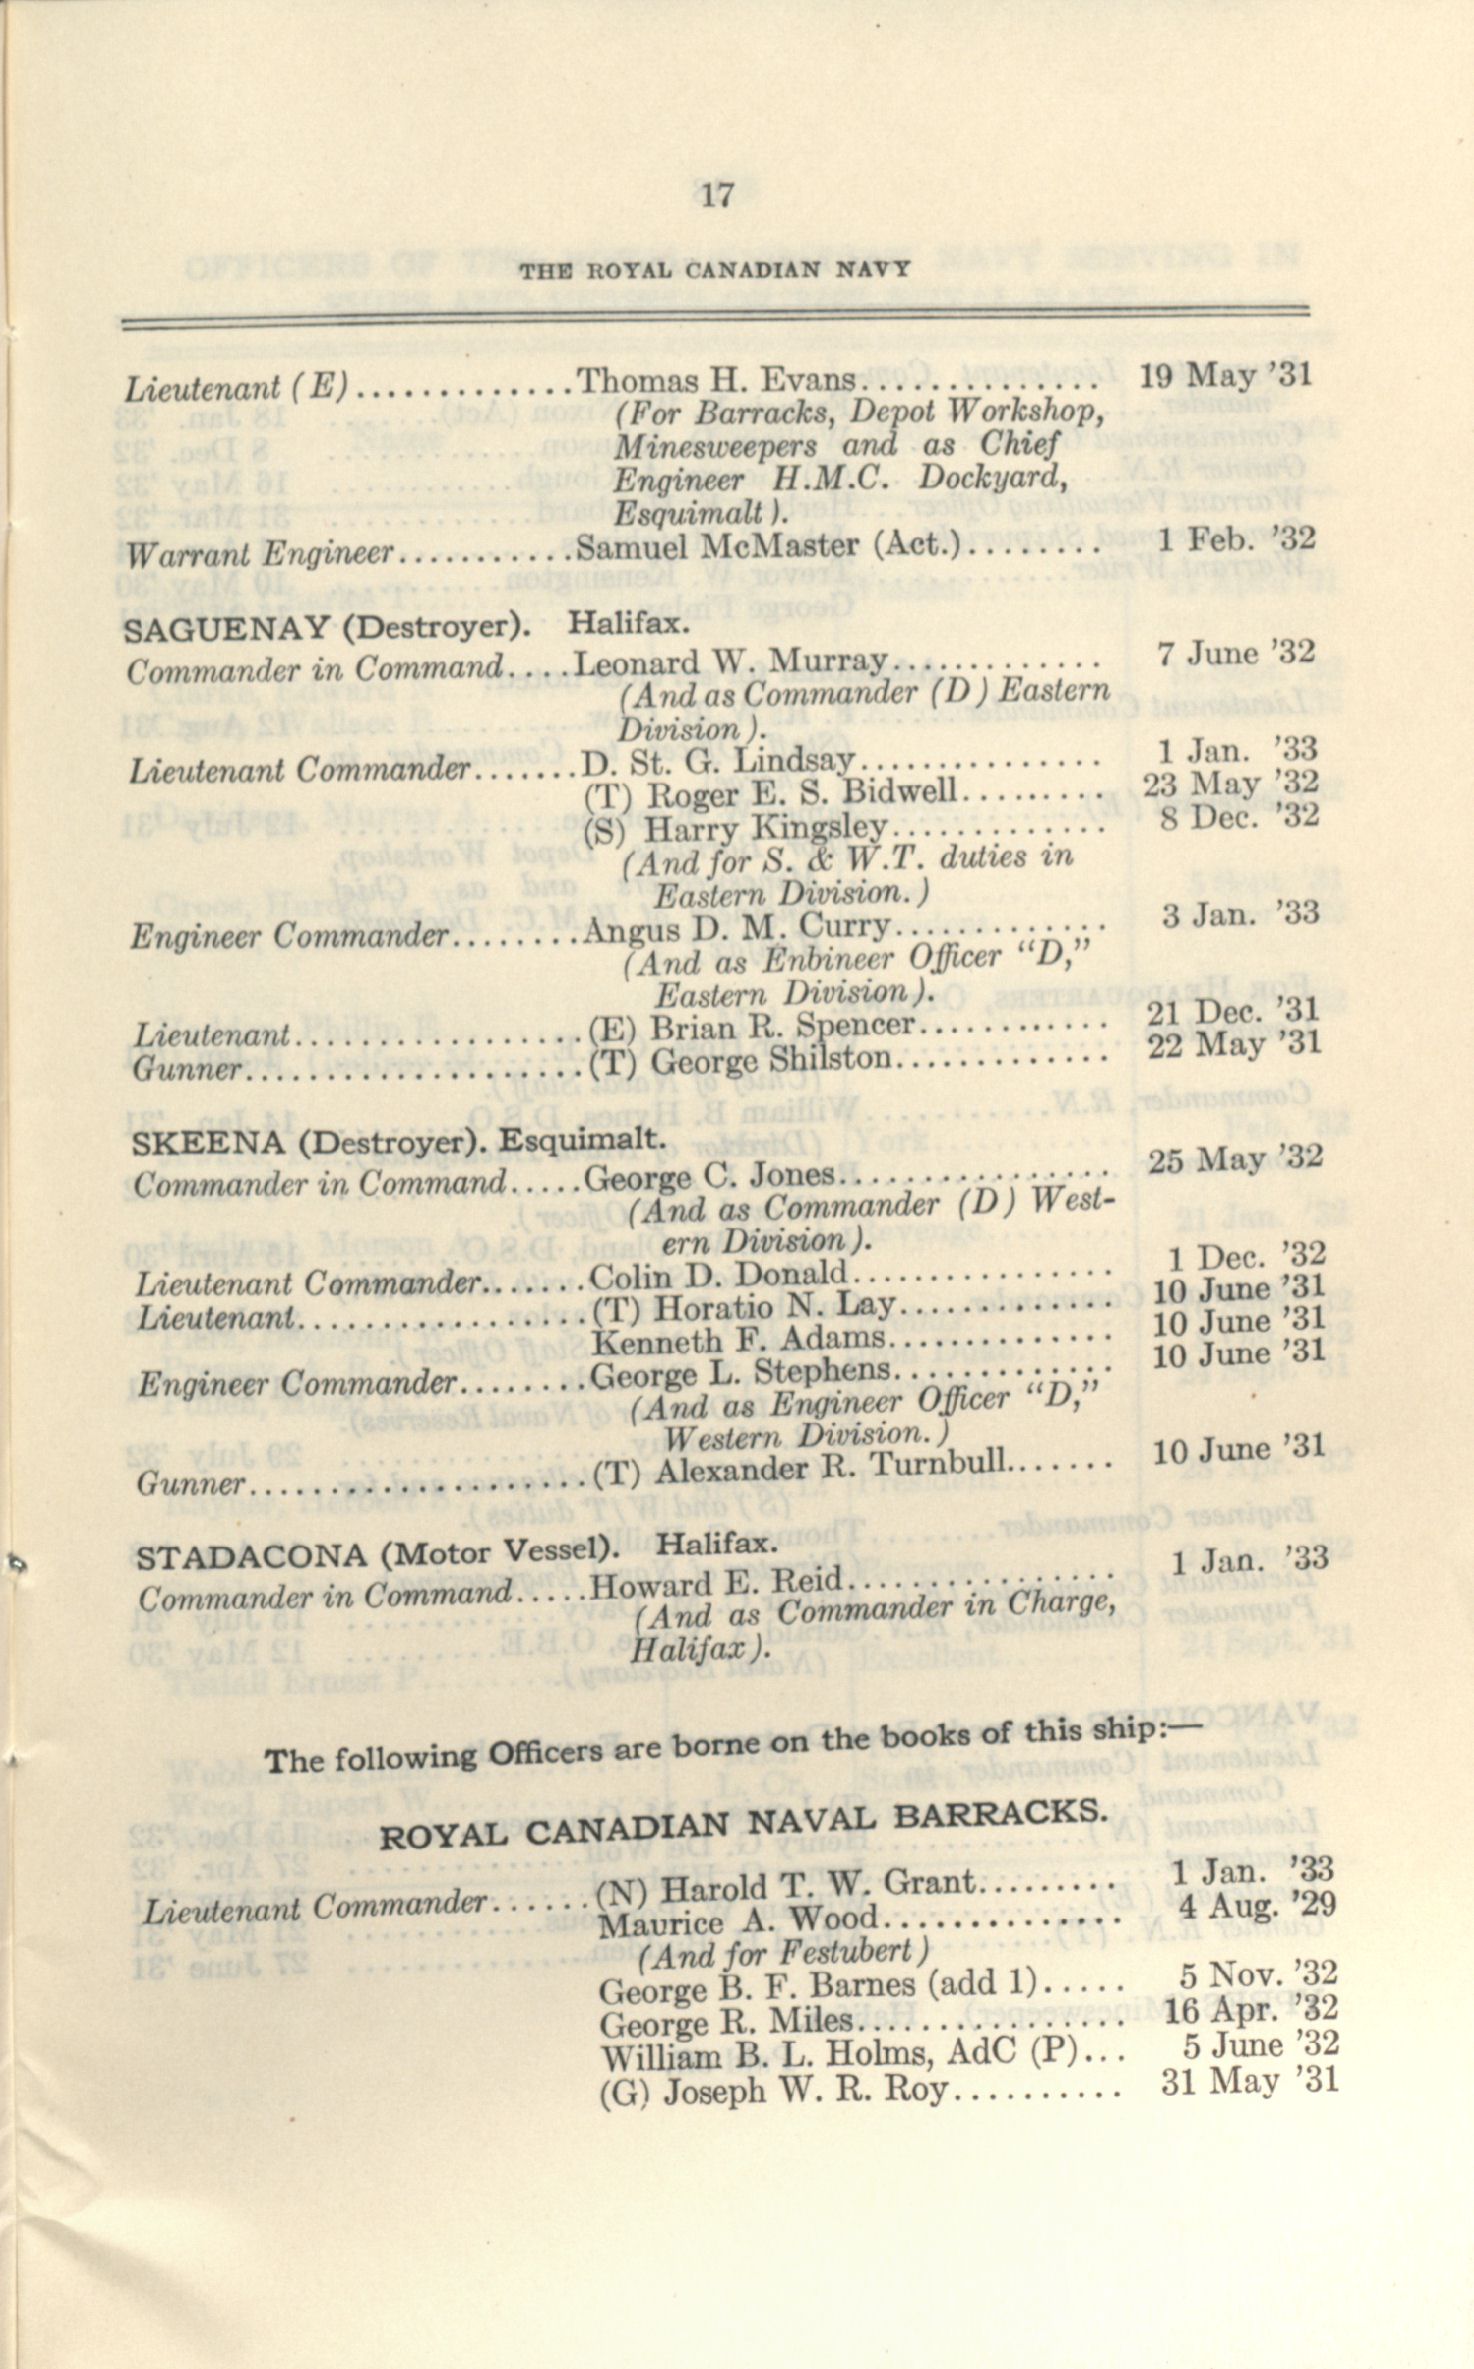 17
THE ROYAL CANADIAN NAVY
Lieutenant (E)..............Thomas H. Evans............... 19 May '31
(For Barracks, Depot Workshop,
Minesweepers and as Chief
Engineer H.M.C. Dockyard,
Esquimalt).
Warrant Engineer...........Samuel McMaster (Act.)......... 1 Feb. '32
SAGUENAY (Destroyer). Halifax.
Commander in Command....Leonard W. Murray............. 7 June '32
(And as Commander (D) Eastern
Division).
Lieutenant Commander.......D. St. G. Lindsay............... 1 Jan. '33
(T) Roger E. S. Bidwell......... 23 May '32
(S) Harry Kingsley.............. 8 Dec. '32
(And for S. & W.T. duties in
Eastern Division.)
Engineer Commander........Angus D. M. Curry............. 3 Jan. '33
(And as Enbineer Officer “D,”
Eastern Division).
Lieutenant..................(E) Brian R. Spencer............ 21 Dec. '31
Gunner.....................(T) George Shilston............. 22 May '31
SKEENA (Destroyer). Esquimalt.
Commander in Command.....George C. Jones................. 25 May '32
(And as Commander (D) West-
ern Division).
Lieutenant Commander.......Colin D. Donald................ 1 Dec. '32
Lieutenant..................(T) Horatio N. Lay............. 10 June '31
Kenneth F. Adams.............. 10 June '31
Engineer Commander........George L. Stephens.............. 10 June '31
(And as Engineer Officer “D,”
Western Division.)
Gunner.....................(T) Alexander R. Turnbull....... 10 June '31
STADACONA (Motor Vessel). Halifax.
Commander in Command.....Howard E. Reid................. 1 Jan. '33
(And as Commander in Charge,
Halifax).
The following Officers are borne on the books of this ship:—
ROYAL CANADIAN NAVAL BARRACKS.
Lieutenant Commander......(N) Harold T. W. Grant......... 1 Jan. '33
Maurice A. Wood............... 4 Aug. '29
(And for Festubert)
George B. F. Barnes (add 1)..... 5 Nov. '32
George R. Miles................. 16 Apr. '32
William B. L. Holms, AdC (P)... 5 June '32
(G) Joseph W. R. Roy........... 31 May '31